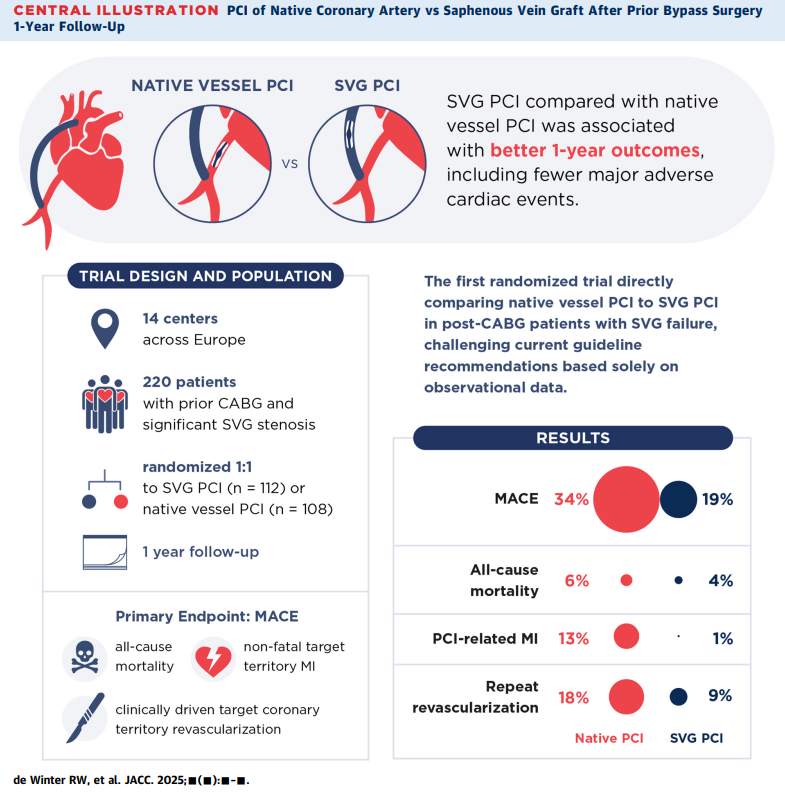 CENTRAL ILLUSTRATION PCI of Native Coronary Artery vs Saphenous Vein Graft After Prior Bypass Surgery
1-Year Follow-Up
NATIVE VESSEL PCI
vs
SVG PCI
SVG PCI compared with native
vessel PCI was associated
with better 1-year outcomes,
including fewer major adverse
cardiac events.
TRIAL DESIGN AND POPULATION
14 centers
across Europe
220 patients
with prior CABG and
significant SVG stenosis
randomized 1:1
to SVG PCI (n = 112) or
native vessel PCI (n = 108)
1 year follow-up
Primary Endpoint: MACE
all-cause
mortality
non-fatal target
territory MI
clinically driven target coronary
territory revascularization
The first randomized trial directly
comparing native vessel PCI to SVG PCI
in post-CABG patients with SVG failure,
challenging current guideline
recommendations based solely on
observational data.
RESULTS
MACE 34% 19%
All-cause
mortality 6% 4%
PCI-related MI 13% 1%
Repeat
revascularization 18% 9%
Native PCI SVG PCI
de Winter RW, et al. JACC. 2025;■(■):■-■.